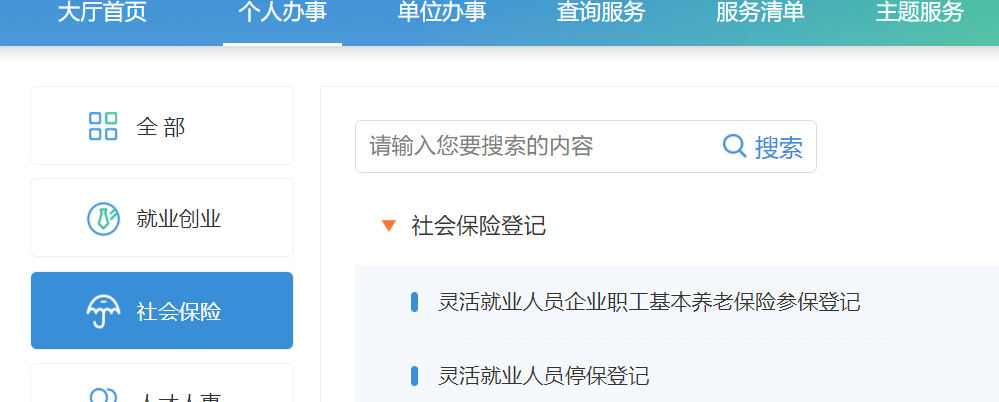 大厅首页 个人办事 单位办事 查询服务 服务清单 主题服务
全 部
就业创业
社会保险
人才人事
请输入您要搜索的内容 搜索
社会保险登记
灵活就业人员企业职工基本养老保险参保登记
灵活就业人员停保登记